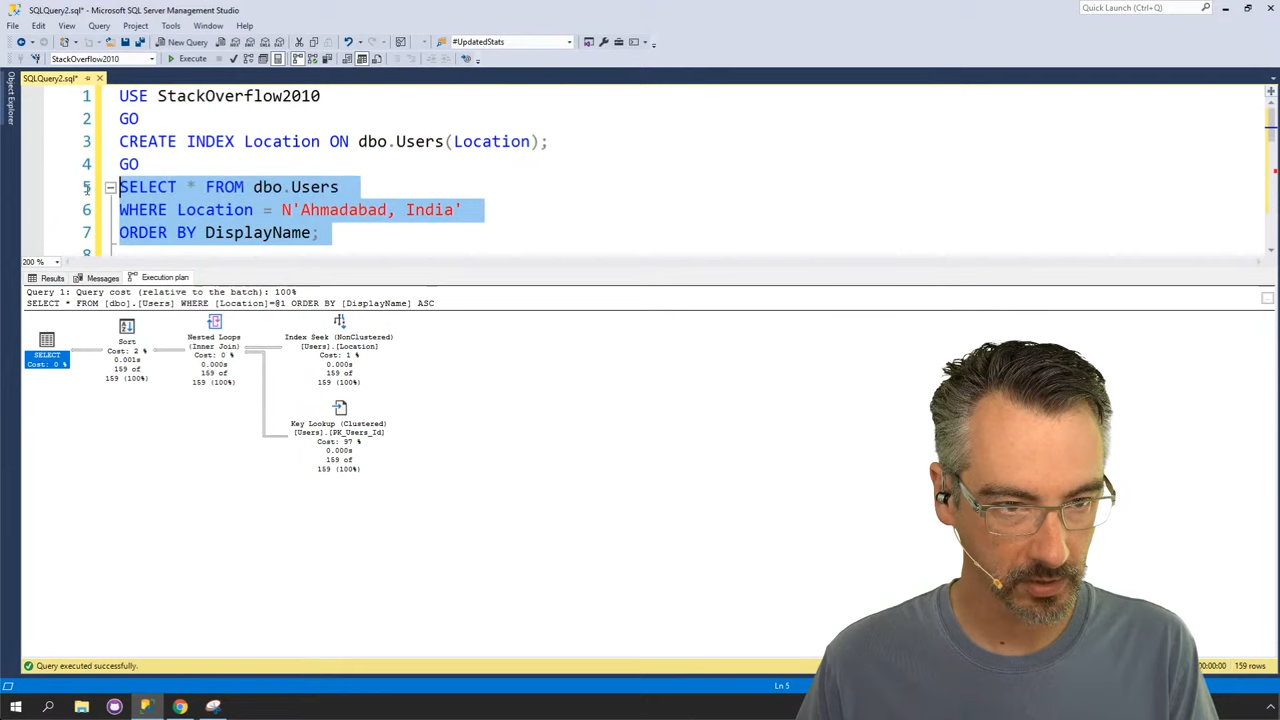 SQLQuery2.sql* - Microsoft SQL Server Management Studio
Quick Launch (Ctrl+Q)
File Edit View Query Project Tools Window Help
New Query
#UpdatedStats
StackOverflow2010
Execute
SQLQuery2.sql*
Object Explorer
1 USE StackOverflow2010
2 GO
3 CREATE INDEX Location ON dbo.Users(Location);
4 GO
5 SELECT * FROM dbo.Users
6 WHERE Location = N'Ahmadabad, India'
7 ORDER BY DisplayName;
8
200 %
Results Messages Execution plan
Query 1: Query cost (relative to the batch): 100%
SELECT * FROM [dbo].[Users] WHERE [Location]=@1 ORDER BY [DisplayName] ASC
SELECT
Cost: 0 %
Sort
Cost: 2 %
0.001s
159 of
159 (100%)
Nested Loops
(Inner Join)
Cost: 0 %
0.000s
159 of
159 (100%)
Index Seek (NonClustered)
[Users].[Location]
Cost: 1 %
0.000s
159 of
159 (100%)
Key Lookup (Clustered)
[Users].[PK_Users_Id]
Cost: 97 %
0.000s
159 of
159 (100%)
Query executed successfully.
:00:00 159 rows
Ln 5